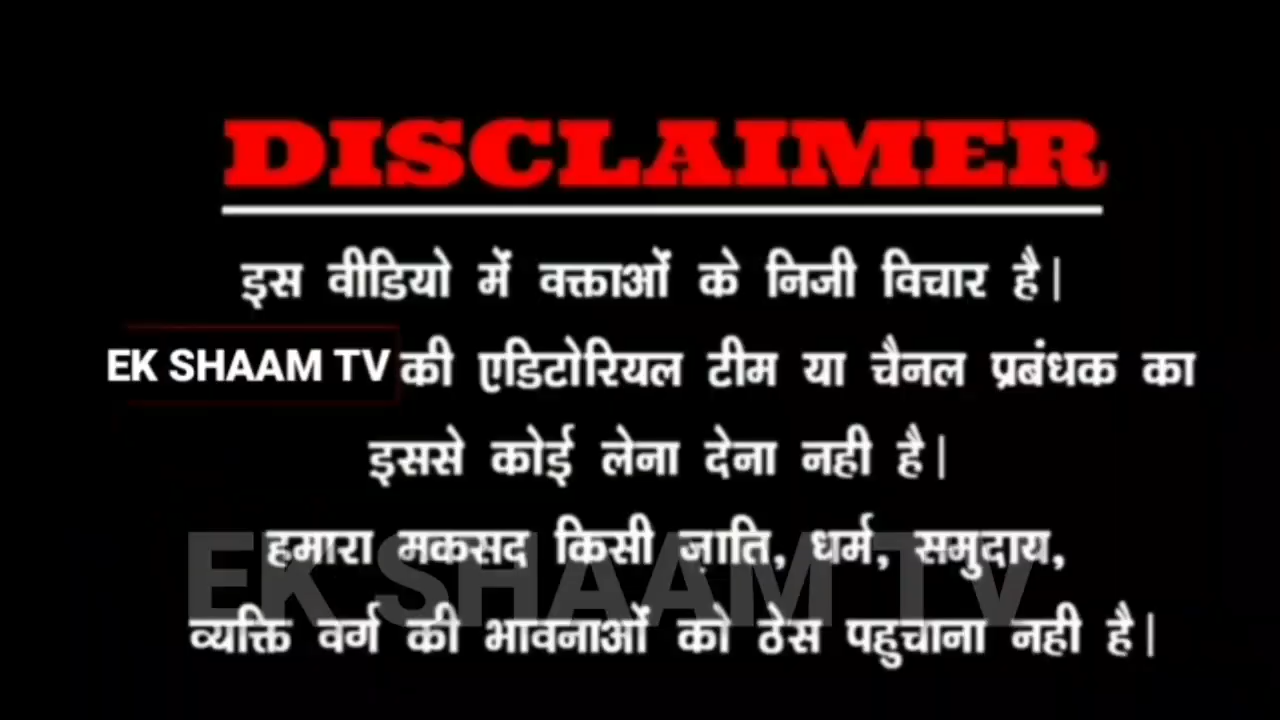 DISCLAIMER
इस वीडियो में वक्ताओं के निजी विचार है|
EK SHAAM TV की एडिटोरियल टीम या चैनल प्रबंधक का
इससे कोई लेना देना नही है|
हमारा मकसद किसी ज़ाति, धर्म, समुदाय,
EK SHAAM TV
व्यक्ति वर्ग की भावनाओं को ठेस पहुचाना नही है|